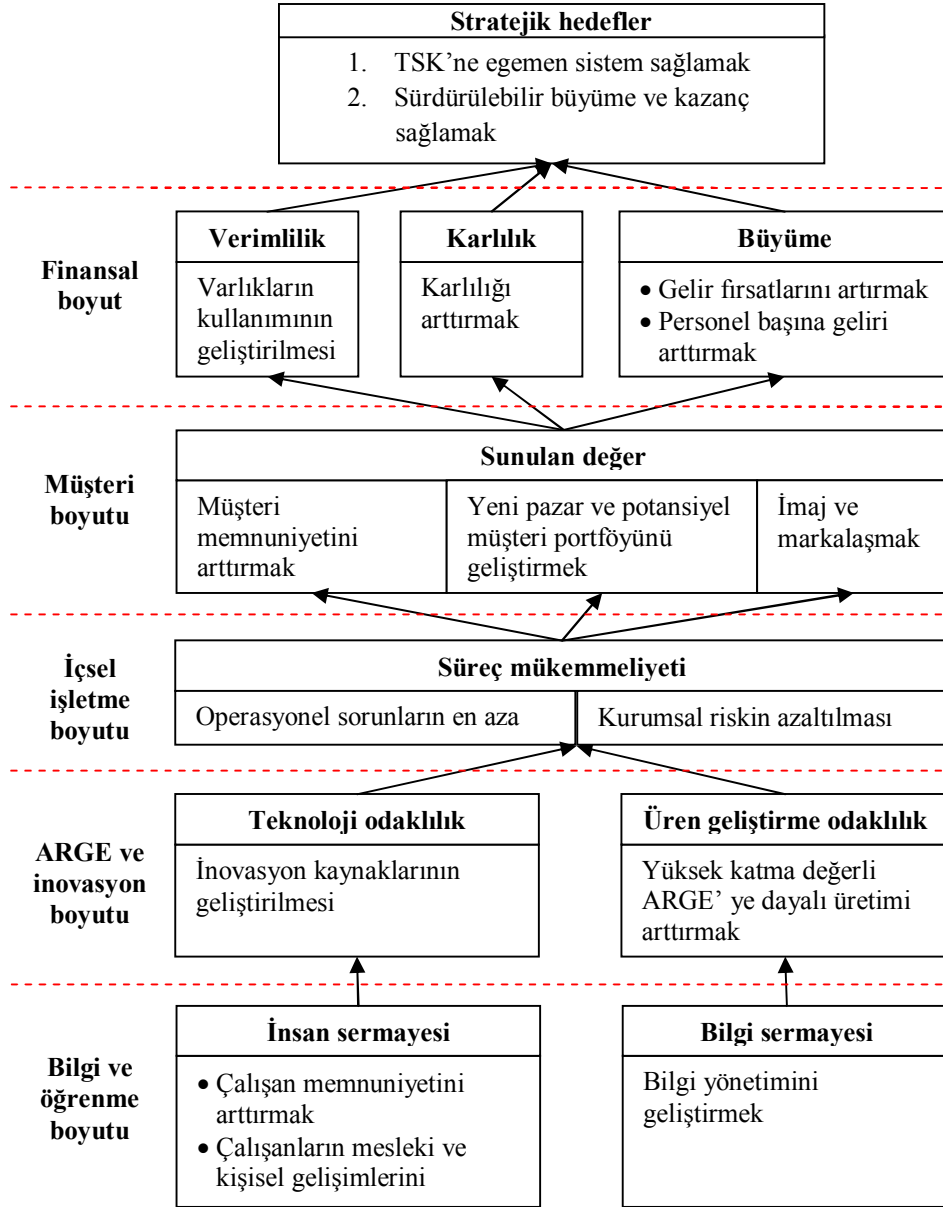 Stratejik hedefler
1. TSK’ne egemen sistem sağlamak
2. Sürdürülebilir büyüme ve kazanç
sağlamak
Finansal
boyut
Verimlilik
Varlıkların
kullanımının
geliştirilmesi
Karlılık
Karlılığı
arttırmak
Büyüme
• Gelir fırsatlarını artırmak
• Personel başına geliri
arttırmak
Müşteri
boyutu
Sunulan değer
Müşteri
memnuniyetini
arttırmak
Yeni pazar ve potansiyel
müşteri portföyünü
geliştirmek
İmaj ve
markalaşmak
İçsel
işletme
boyutu
Süreç mükemmeliyeti
Operasyonel sorunların en aza
Kurumsal riskin azaltılması
ARGE ve
inovasyon
boyutu
Teknoloji odaklılık
İnovasyon kaynaklarının
geliştirilmesi
Üren geliştirme odaklılık
Yüksek katma değerli
ARGE’ ye dayalı üretimi
arttırmak
Bilgi ve
öğrenme
boyutu
İnsan sermayesi
• Çalışan memnuniyetini
arttırmak
• Çalışanların mesleki ve
kişisel gelişimlerini
Bilgi sermayesi
Bilgi yönetimini
geliştirmek